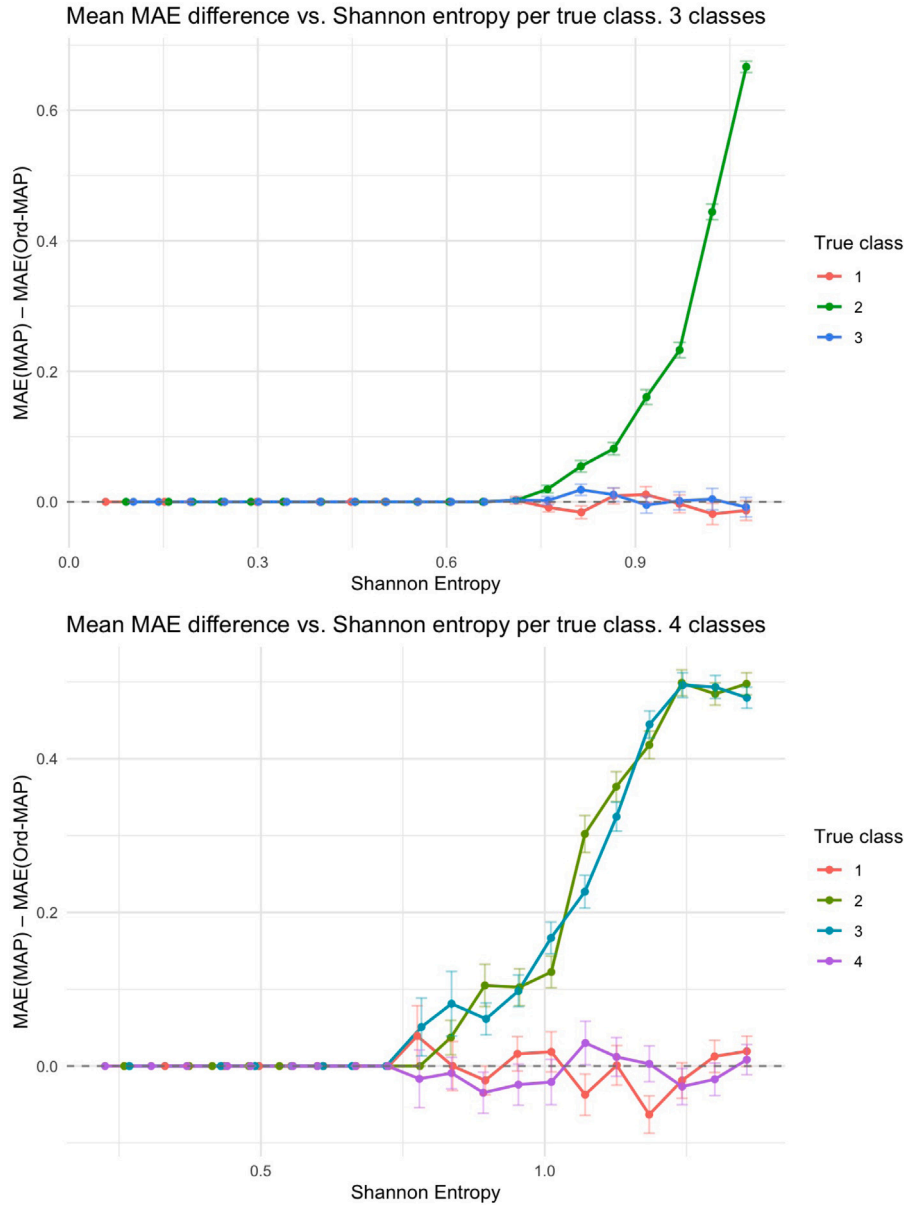 Mean MAE difference vs. Shannon entropy per true class. 3 classes
MAE(MAP) − MAE(Ord-MAP)
0.6
0.4
0.2
0.0
0.0 0.3 0.6 0.9
Shannon Entropy
True class
1
2
3
Mean MAE difference vs. Shannon entropy per true class. 4 classes
MAE(MAP) − MAE(Ord-MAP)
0.4
0.2
0.0
0.5 1.0
Shannon Entropy
True class
1
2
3
4